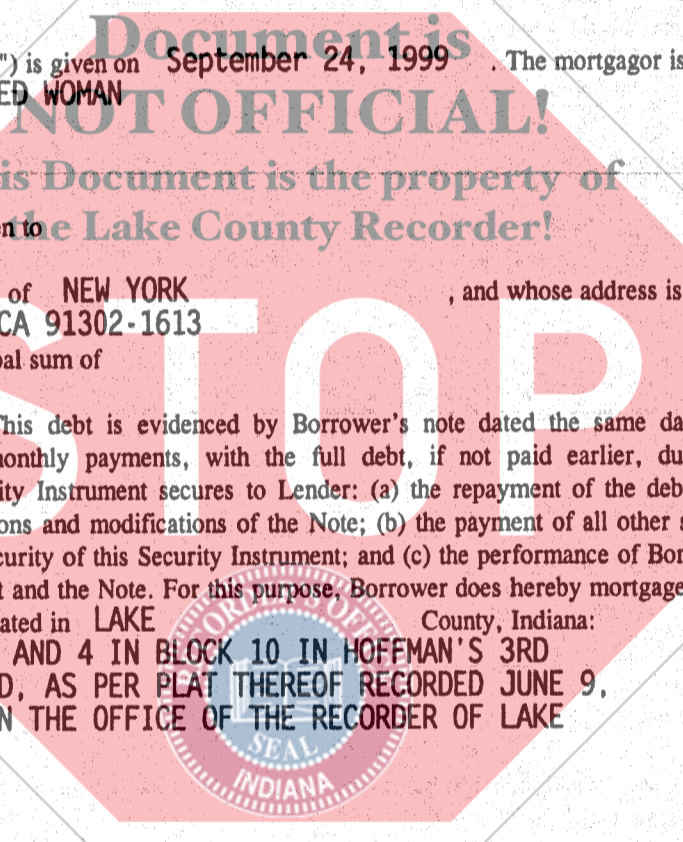 Document is
") is given on September 24, 1999 . The mortgagor is
ED WOMAN
NOT OFFICIAL!
is Document is the property of
en to
the Lake County Recorder!
of NEW YORK , and whose address is
CA 91302-1613
pal sum of
STOP
This debt is evidenced by Borrower's note dated the same da
monthly payments, with the full debt, if not paid earlier, du
ity Instrument secures to Lender: (a) the repayment of the deb
ons and modifications of the Note; (b) the payment of all other s
curity of this Security Instrument; and (c) the performance of Bor
t and the Note. For this purpose, Borrower does hereby mortgage
ated in LAKE County, Indiana:
AND 4 IN BLOCK 10 IN HOFFMAN'S 3RD
D, AS PER PLAT THEREOF RECORDED JUNE 9,
N THE OFFICE OF THE RECORDER OF LAKE
RECORDER'S OFFICE
SEAL
INDIANA